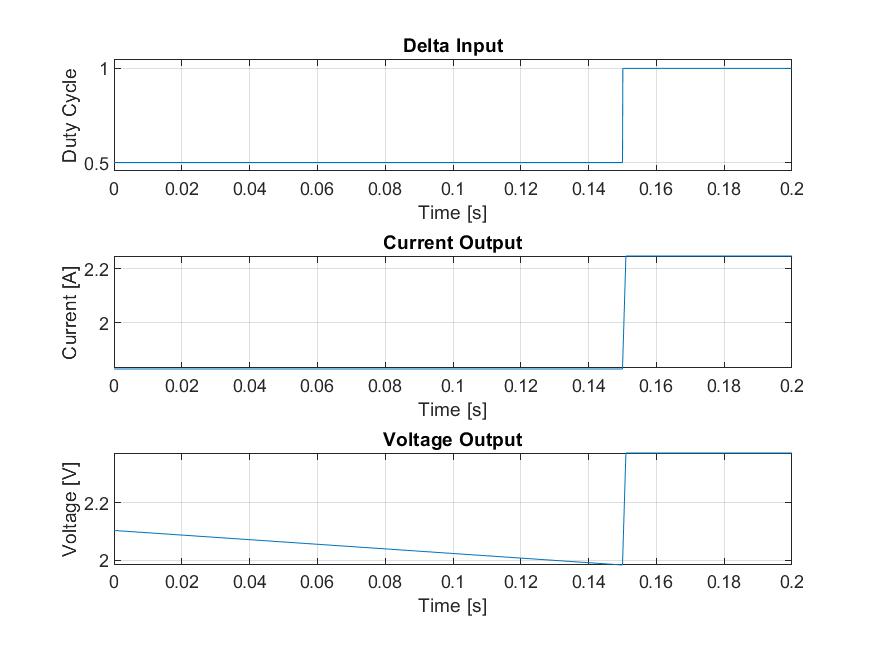 Delta Input
Duty Cycle
1
0.5
0 0.02 0.04 0.06 0.08 0.1 0.12 0.14 0.16 0.18 0.2
Time [s]
Current Output
Current [A]
2.2
2
0 0.02 0.04 0.06 0.08 0.1 0.12 0.14 0.16 0.18 0.2
Time [s]
Voltage Output
Voltage [V]
2.2
2
0 0.02 0.04 0.06 0.08 0.1 0.12 0.14 0.16 0.18 0.2
Time [s]